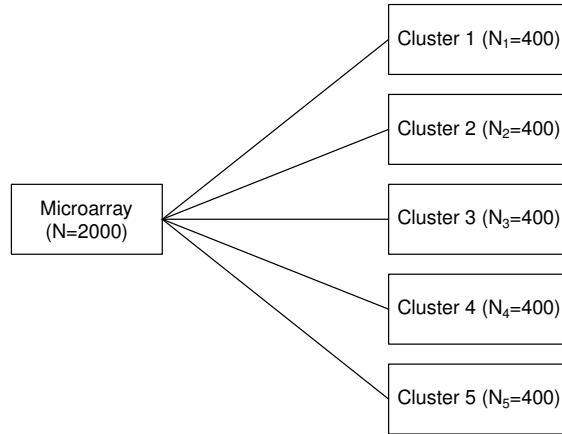 Cluster 1 (N₁=400)
Cluster 2 (N₂=400)
Microarray
(N=2000)
Cluster 3 (N₃=400)
Cluster 4 (N₄=400)
Cluster 5 (N₅=400)